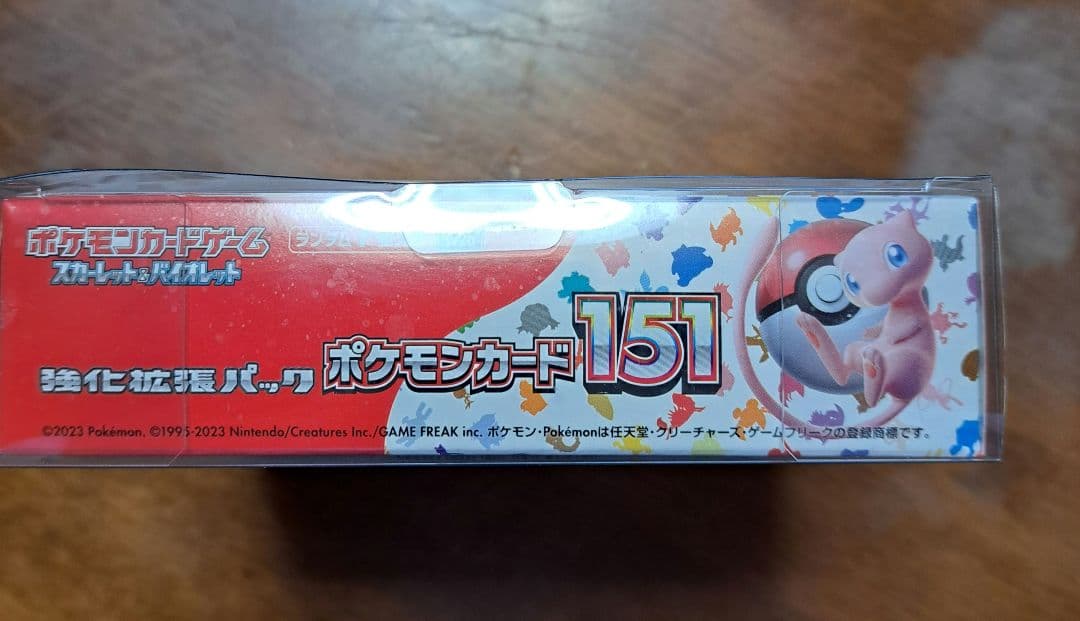 ポケモンカードゲーム
スカーレット&バイオレット
強化拡張パック ポケモンカード151
©2023 Pokémon. ©1995-2023 Nintendo/Creatures Inc./GAME FREAK inc. ポケモン・Pokémonは任天堂・クリーチャーズ・ゲームフリークの登録商標です。